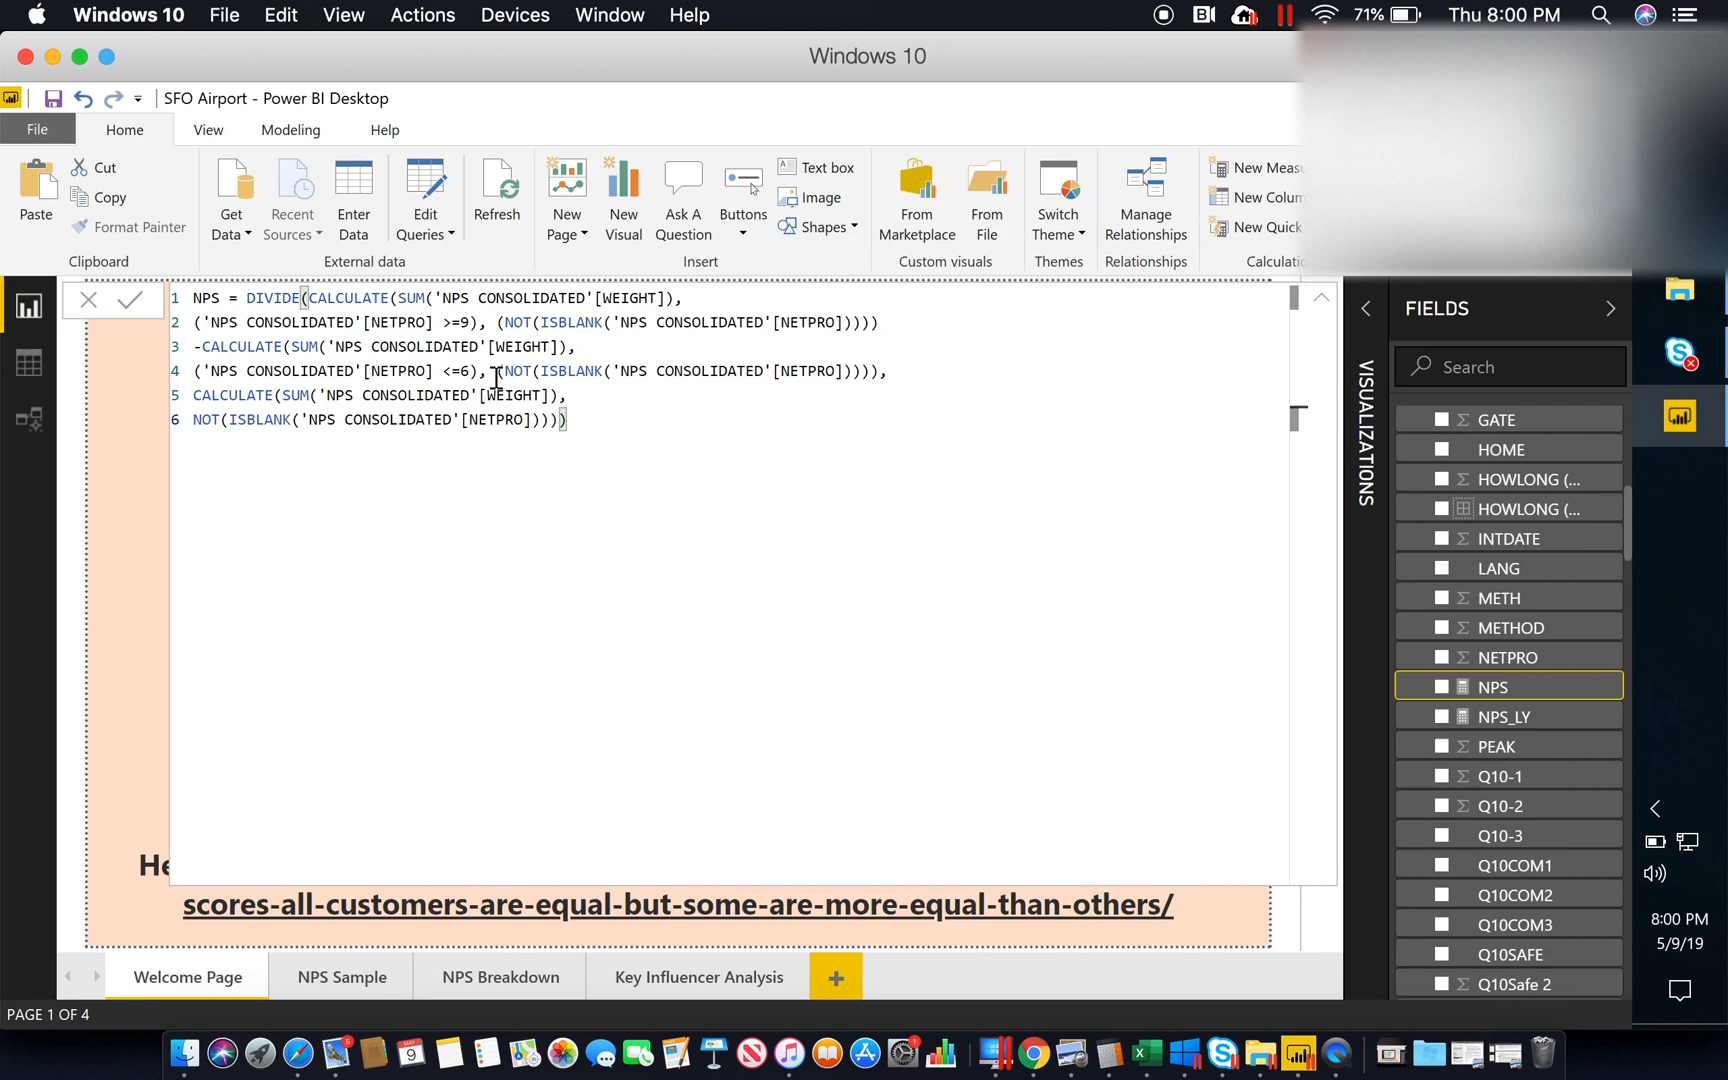 Windows 10 File Edit View Actions Devices Window Help 71% Thu 8:00 PM
Windows 10
SFO Airport - Power BI Desktop
File Home View Modeling Help
Cut
Copy
Format Painter
Paste
Clipboard
Get Data
Recent Sources
Enter Data
Edit Queries
Refresh
External data
New Page
New Visual
Ask A Question
Buttons
Text box
Image
Shapes
Insert
From Marketplace
From File
Custom visuals
Switch Theme
Themes
Manage Relationships
Relationships
New Measu
New Colum
New Quick
Calculati
1 NPS = DIVIDE(CALCULATE(SUM('NPS CONSOLIDATED'[WEIGHT]),
2 ('NPS CONSOLIDATED'[NETPRO] >=9), (NOT(ISBLANK('NPS CONSOLIDATED'[NETPRO]))))
3 -CALCULATE(SUM('NPS CONSOLIDATED'[WEIGHT]),
4 ('NPS CONSOLIDATED'[NETPRO] <=6), (NOT(ISBLANK('NPS CONSOLIDATED'[NETPRO])))),
5 CALCULATE(SUM('NPS CONSOLIDATED'[WEIGHT]),
6 NOT(ISBLANK('NPS CONSOLIDATED'[NETPRO]))))
He
scores-all-customers-are-equal-but-some-are-more-equal-than-others/
VISUALIZATIONS
FIELDS
Search
GATE
HOME
HOWLONG (...
HOWLONG (...
INTDATE
LANG
METH
METHOD
NETPRO
NPS
NPS_LY
PEAK
Q10-1
Q10-2
Q10-3
Q10COM1
Q10COM2
Q10COM3
Q10SAFE
Q10Safe 2
8:00 PM
5/9/19
Welcome Page NPS Sample NPS Breakdown Key Influencer Analysis
PAGE 1 OF 4